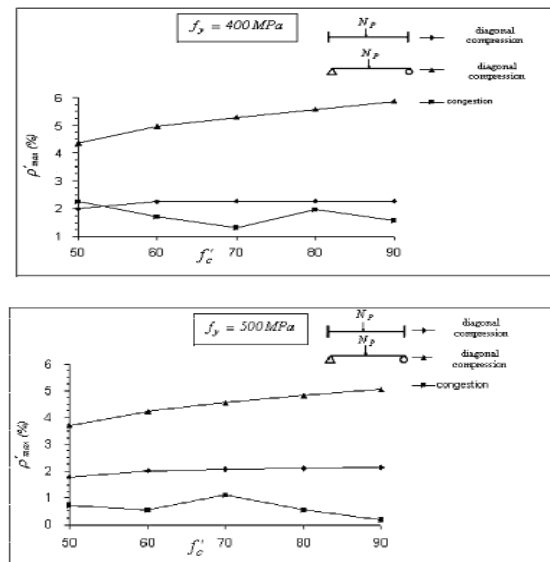 f_y = 400 MPa
N_P
diagonal
compression
N_P
diagonal
compression
congestion
ρ'max (%)
6
5
4
3
2
1
50 60 70 80 90
f'_c
f_y = 500 MPa
N_P
diagonal
compression
N_P
diagonal
compression
congestion
ρ'max (%)
6
5
4
3
2
1
0
50 60 70 80 90
f'_c